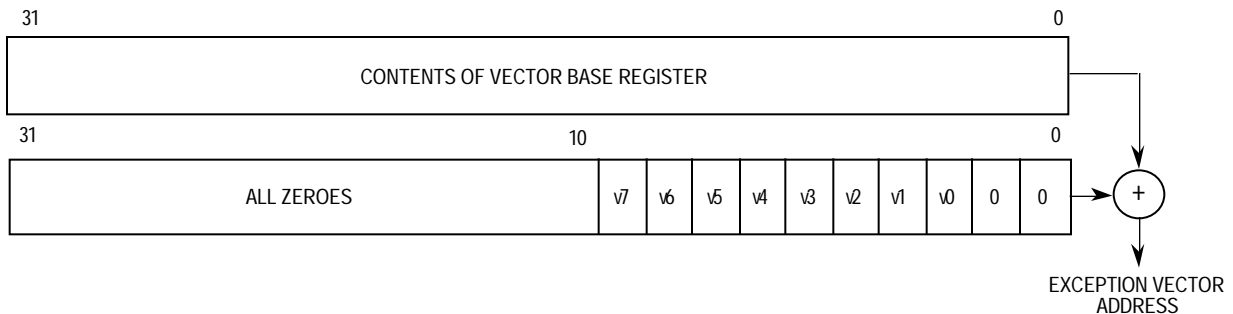 31 0
CONTENTS OF VECTOR BASE REGISTER
31 10 0
ALL ZEROES v7 v6 v5 v4 v3 v2 v1 v0 0 0 +
EXCEPTION VECTOR
ADDRESS